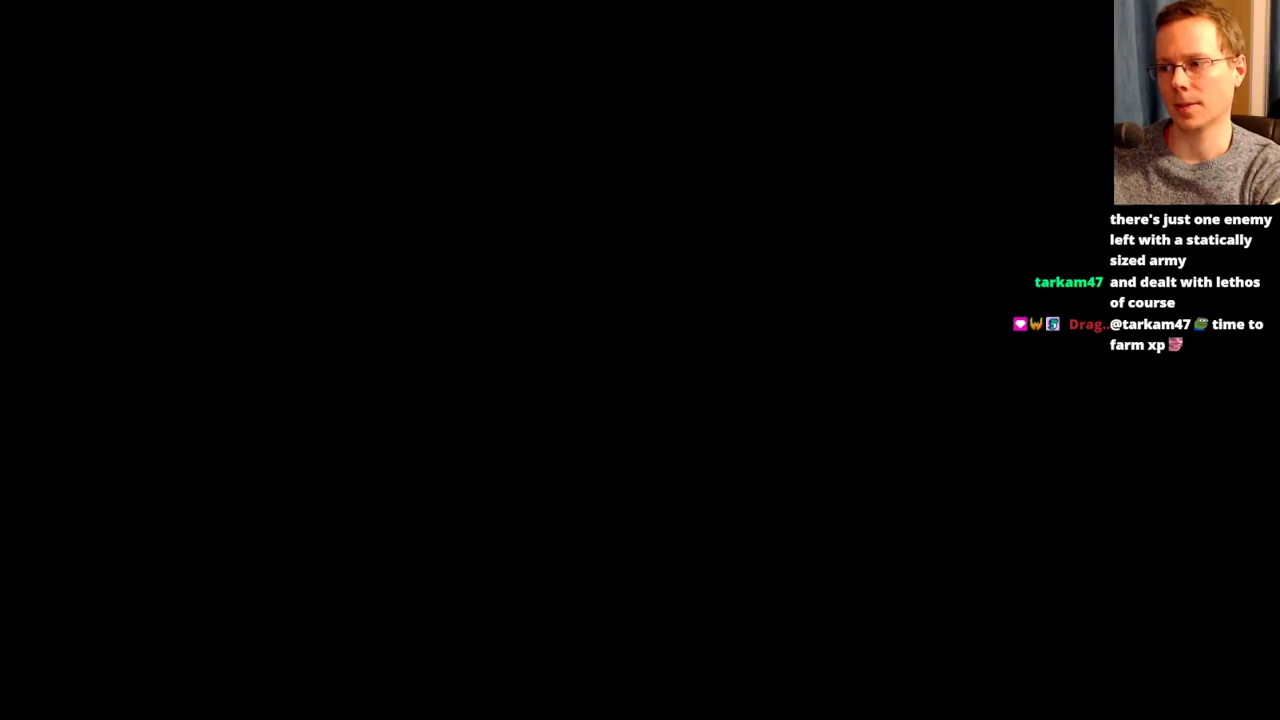 there's just one enemy
left with a statically
sized army
tarkam47 and dealt with lethos
of course
Drag.. @tarkam47 time to
farm xp